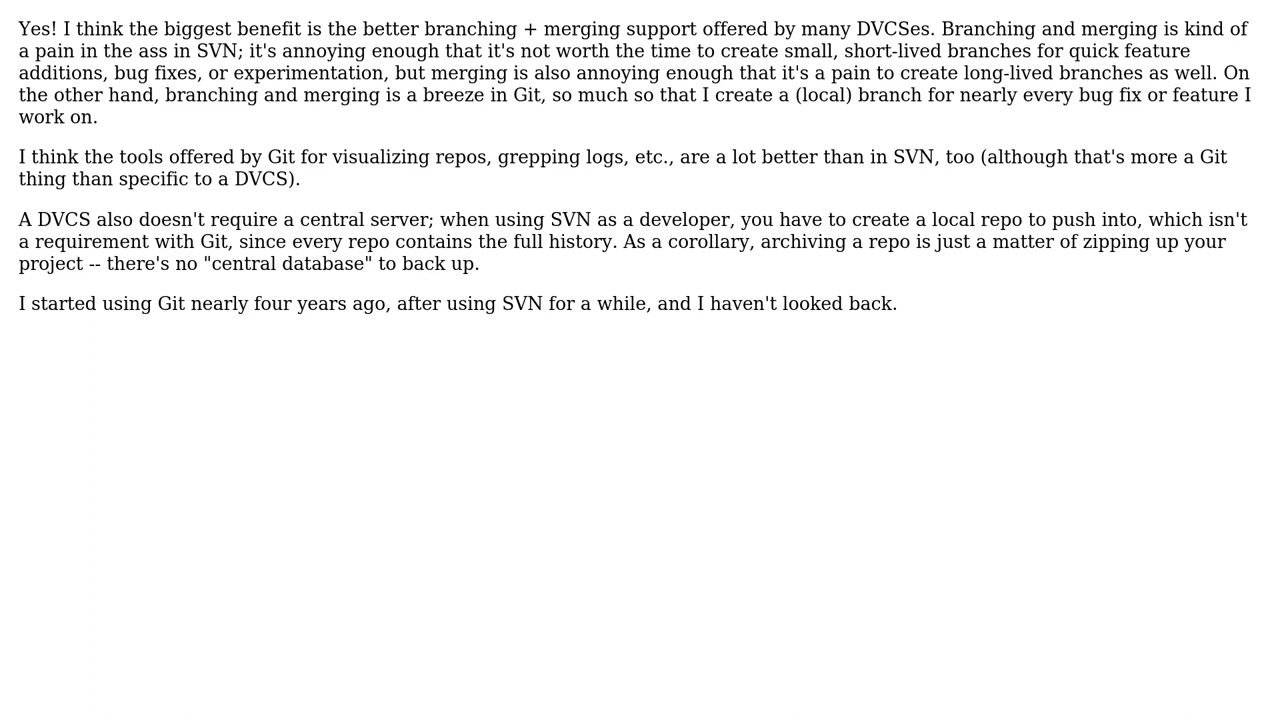 Yes! I think the biggest benefit is the better branching + merging support offered by many DVCSes. Branching and merging is kind of
a pain in the ass in SVN; it's annoying enough that it's not worth the time to create small, short-lived branches for quick feature
additions, bug fixes, or experimentation, but merging is also annoying enough that it's a pain to create long-lived branches as well. On
the other hand, branching and merging is a breeze in Git, so much so that I create a (local) branch for nearly every bug fix or feature I
work on.
I think the tools offered by Git for visualizing repos, grepping logs, etc., are a lot better than in SVN, too (although that's more a Git
thing than specific to a DVCS).
A DVCS also doesn't require a central server; when using SVN as a developer, you have to create a local repo to push into, which isn't
a requirement with Git, since every repo contains the full history. As a corollary, archiving a repo is just a matter of zipping up your
project -- there's no "central database" to back up.
I started using Git nearly four years ago, after using SVN for a while, and I haven't looked back.